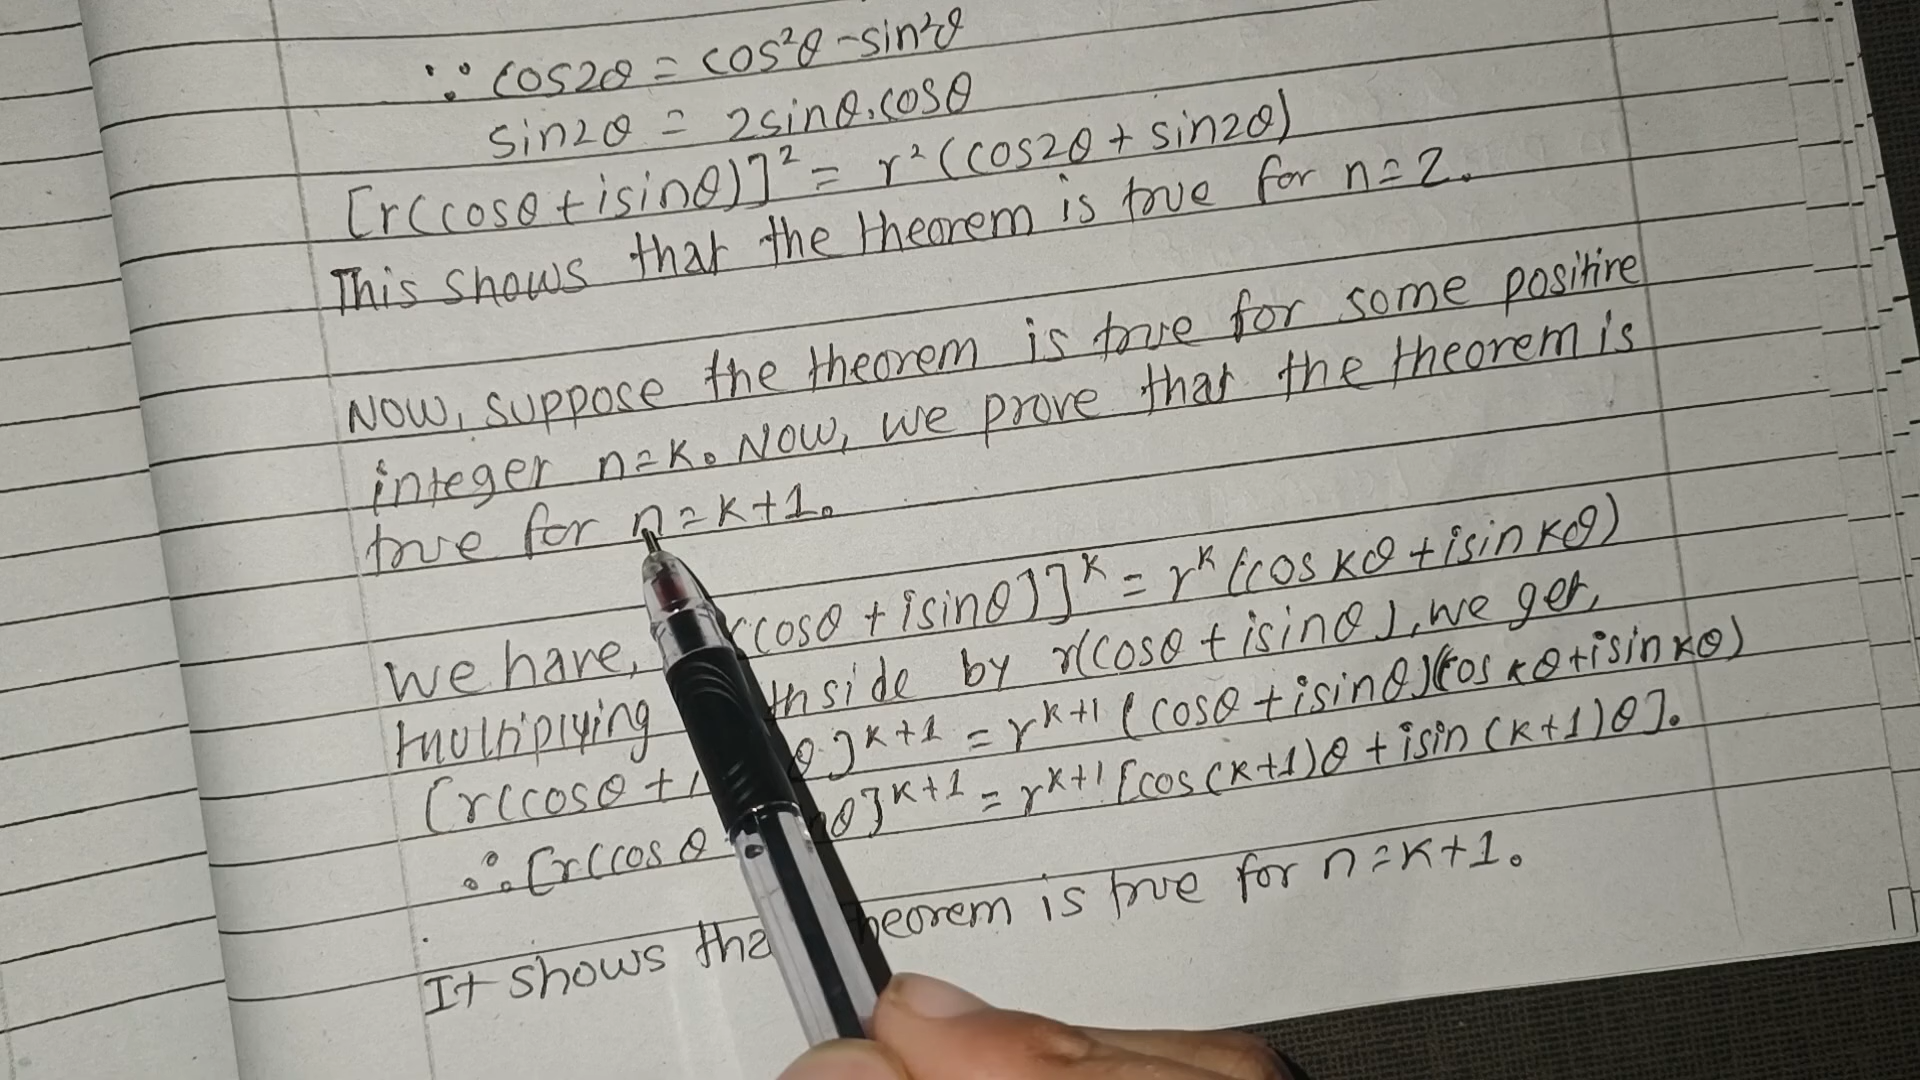 ∵ cos2θ = cos²θ - sin²θ
sin2θ = 2sinθ.cosθ
[r(cosθ + isinθ)]² = r²(cos2θ + sin2θ)
This shows that the theorem is true for n=2.
Now, suppose the theorem is true for some positive
integer n=k. Now, we prove that the theorem is
true for n=k+1.
We have, (cosθ + isinθ)]ᵏ = rᵏ(cos kθ + isin kθ)
Multiplying side by r(cosθ + isinθ), we get,
[r(cosθ + θ]ᵏ⁺¹ = rᵏ⁺¹ (cosθ + isinθ)(cos kθ + isin kθ)
∴ [r(cos θ θ]ᵏ⁺¹ = rᵏ⁺¹ [cos(k+1)θ + isin(k+1)θ].
It shows theorem is true for n=k+1.